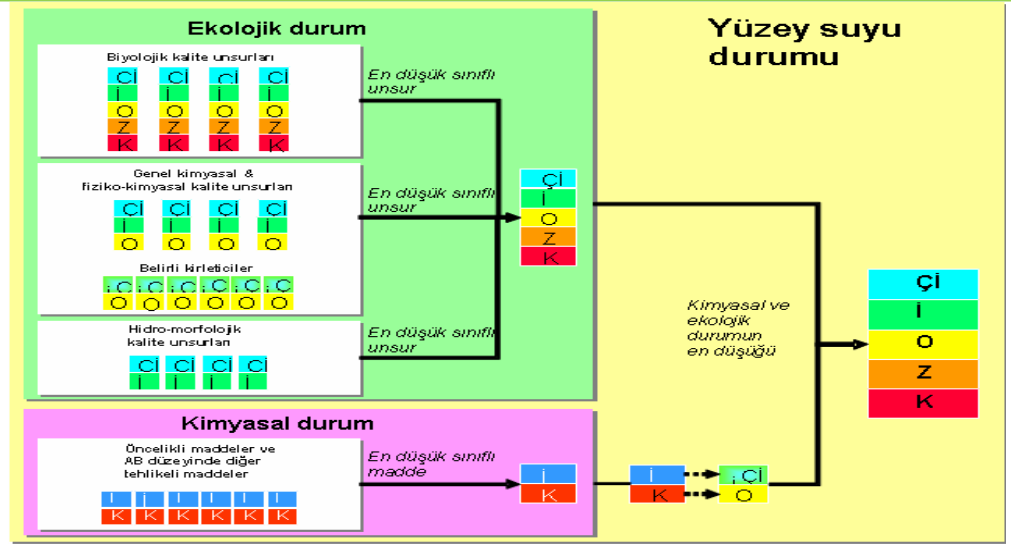 Ekolojik durum
Yüzey suyu
durumu
Biyolojik kalite unsurları
Çİ Çİ Çİ Çİ
İ İ İ İ
O O O O
Z Z Z Z
K K K K
En düşük sınıflı
unsur
Genel kimyasal &
fiziko-kimyasal kalite unsurları
Çİ Çİ Çİ Çİ
İ İ İ İ
O O O O
En düşük sınıflı
unsur
Belirli kirleticiler
O O O O O O
Hidro-morfolojik
kalite unsurları
Çİ Çİ Çİ Çİ
İ İ İ İ
En düşük sınıflı
unsur
Çİ
İ
O
Z
K
Kimyasal ve
ekolojik
durumun
en düşüğü
Çİ
İ
O
Z
K
Kimyasal durum
Öncelikli maddeler ve
AB düzeyinde diğer
tehlikeli maddeler
İ İ İ İ İ İ
K K K K K K
En düşük sınıflı
madde
İ
K
İ
K
Çİ
O